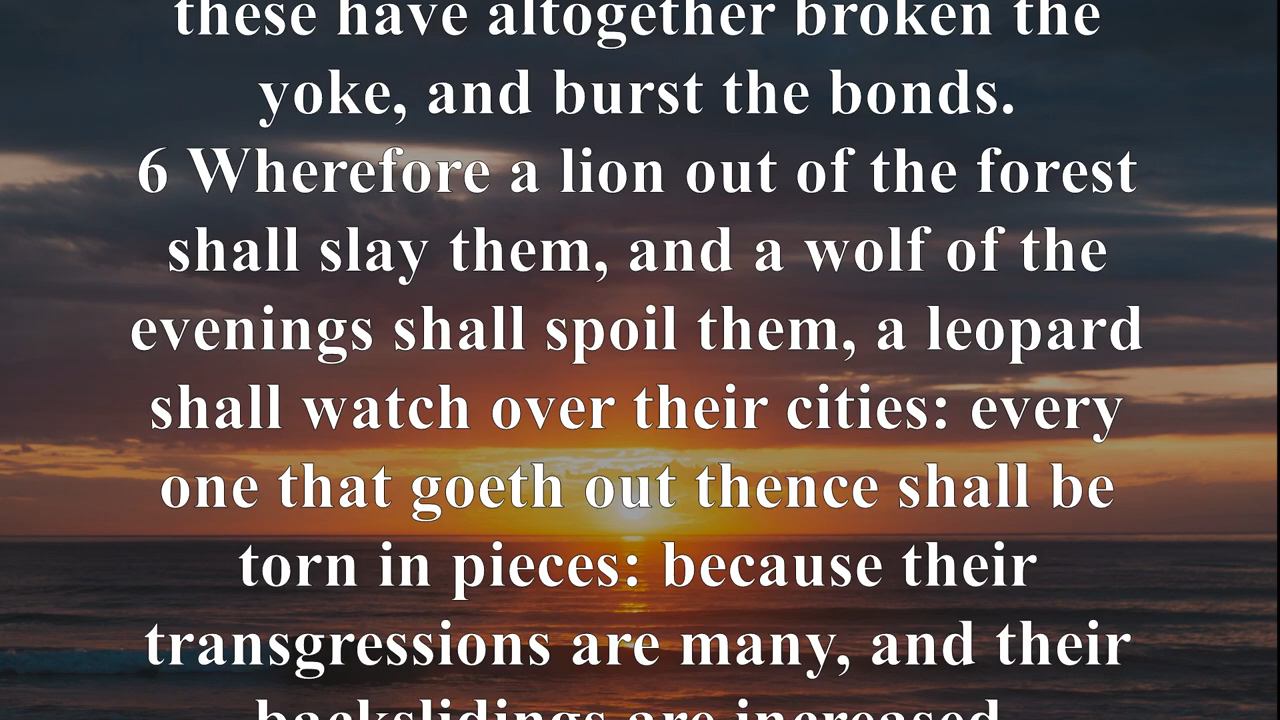 these have altogether broken the
yoke, and burst the bonds.
6 Wherefore a lion out of the forest
shall slay them, and a wolf of the
evenings shall spoil them, a leopard
shall watch over their cities: every
one that goeth out thence shall be
torn in pieces: because their
transgressions are many, and their
backslidings are increased.